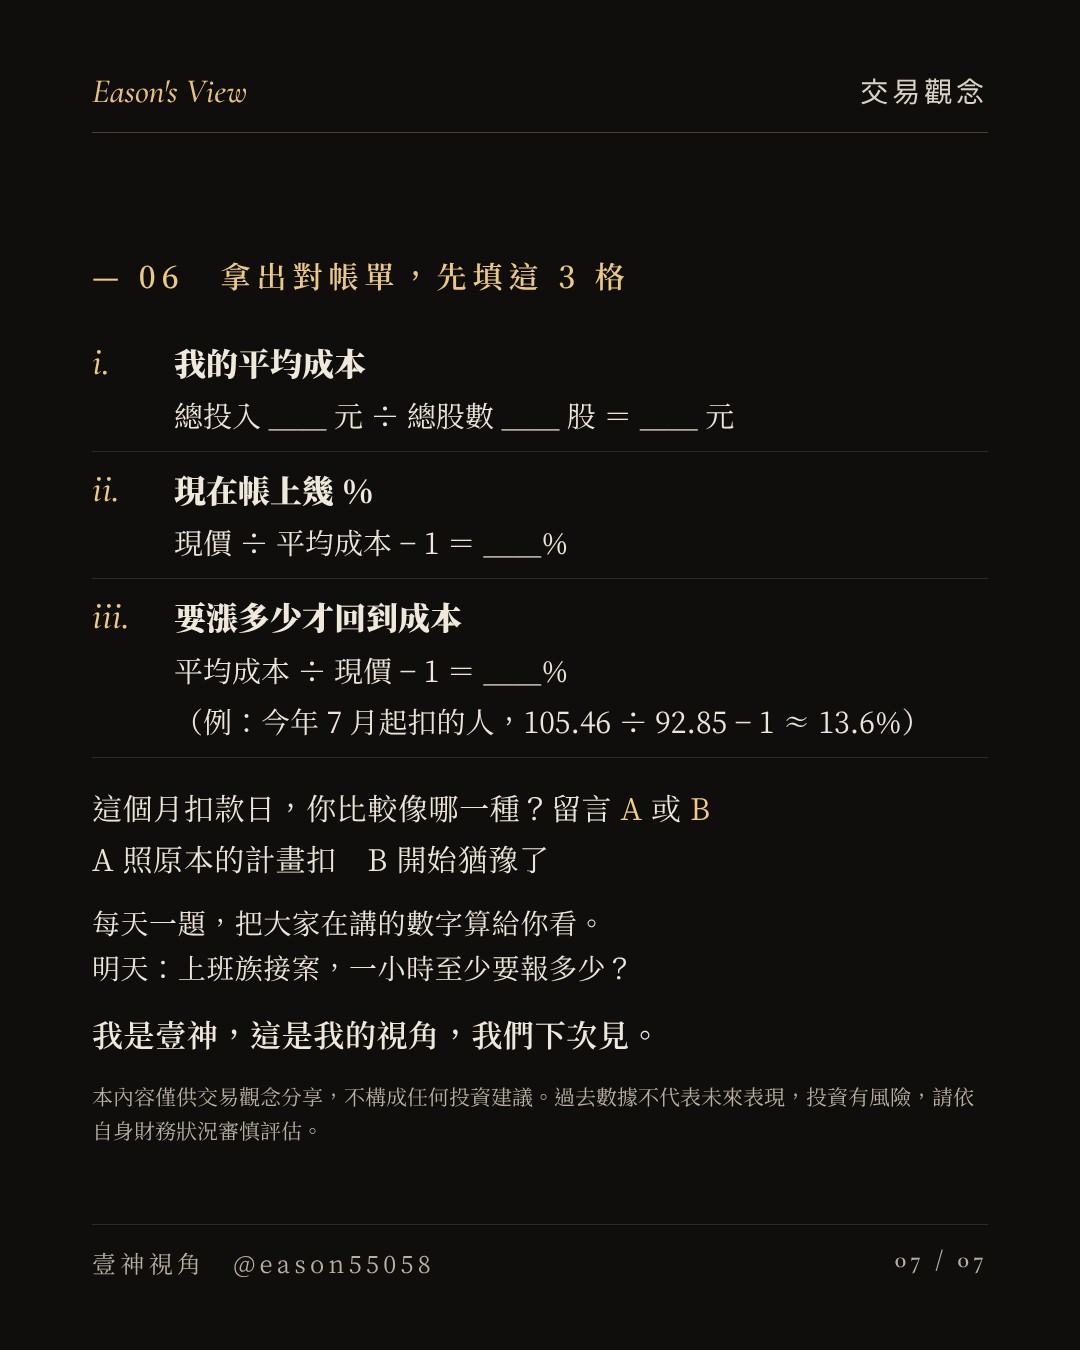 Eason's View
交易觀念
— 06 拿出對帳單，先填這 3 格
i. 我的平均成本
總投入 ____ 元 ÷ 總股數 ____ 股 ＝ ____ 元
ii. 現在帳上幾 %
現價 ÷ 平均成本 − 1 ＝ ____%
iii. 要漲多少才回到成本
平均成本 ÷ 現價 − 1 ＝ ____%
（例：今年 7 月起扣的人，105.46 ÷ 92.85 − 1 ≈ 13.6%）
這個月扣款日，你比較像哪一種？留言 A 或 B
A 照原本的計畫扣　B 開始猶豫了
每天一題，把大家在講的數字算給你看。
明天：上班族接案，一小時至少要報多少？
我是壹神，這是我的視角，我們下次見。
本內容僅供交易觀念分享，不構成任何投資建議。過去數據不代表未來表現，投資有風險，請依
自身財務狀況審慎評估。
壹神視角　@eason55058
07 / 07